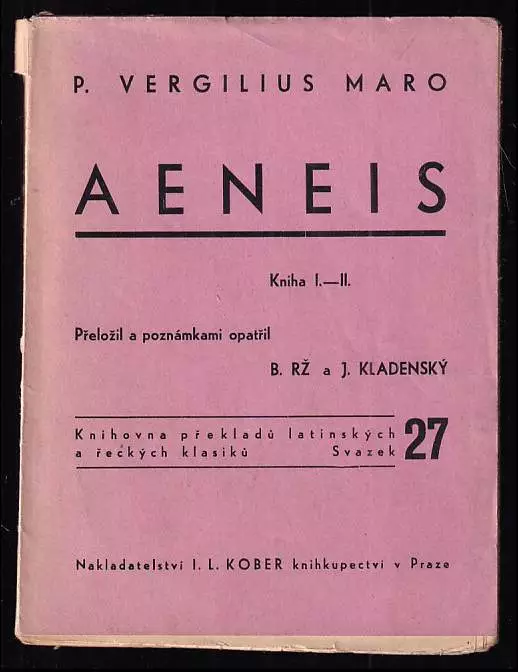 P. VERGILIUS MARO
AENEIS
Kniha I.—II.
Přeložil a poznámkami opatřil
B. RŽ a J. KLADENSKÝ
Knihovna překladů latinských
a řeckých klasiků Svazek 27
Nakladatelství I. L. KOBER knihkupectví v Praze